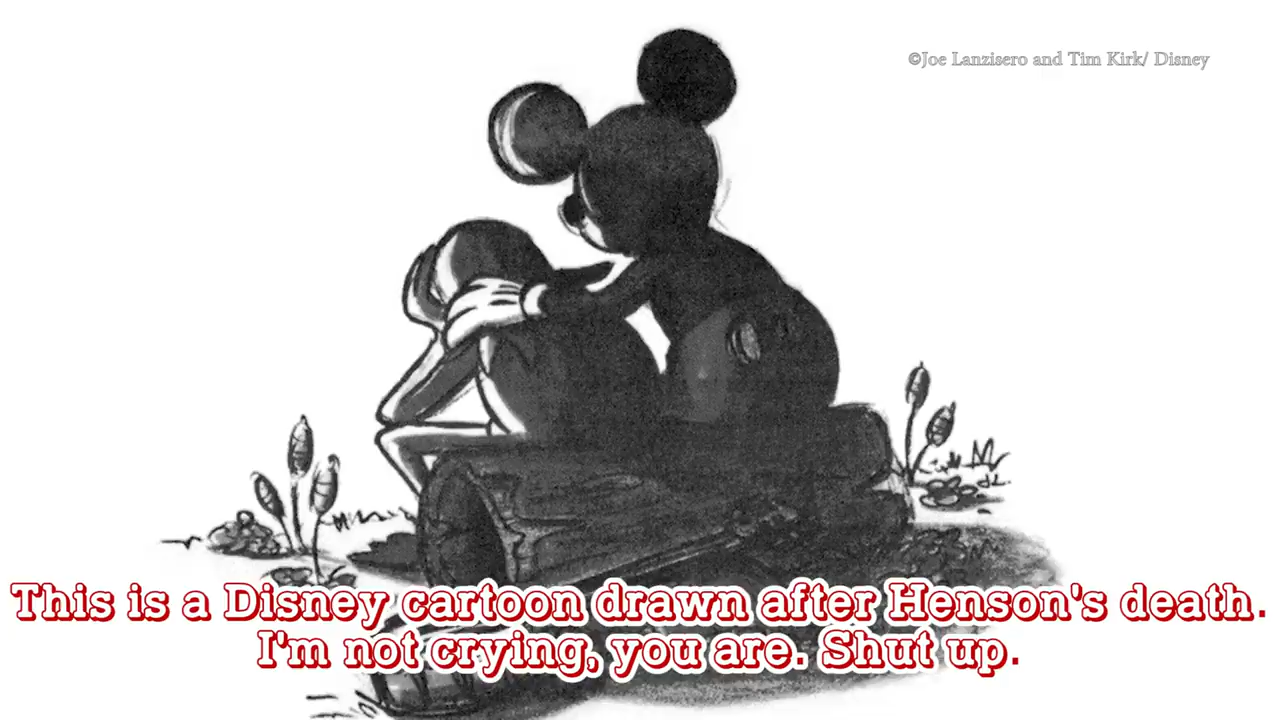 ©Joe Lanzisero and Tim Kirk/ Disney
J.L.
This is a Disney cartoon drawn after Henson's death.
I'm not crying, you are. Shut up.